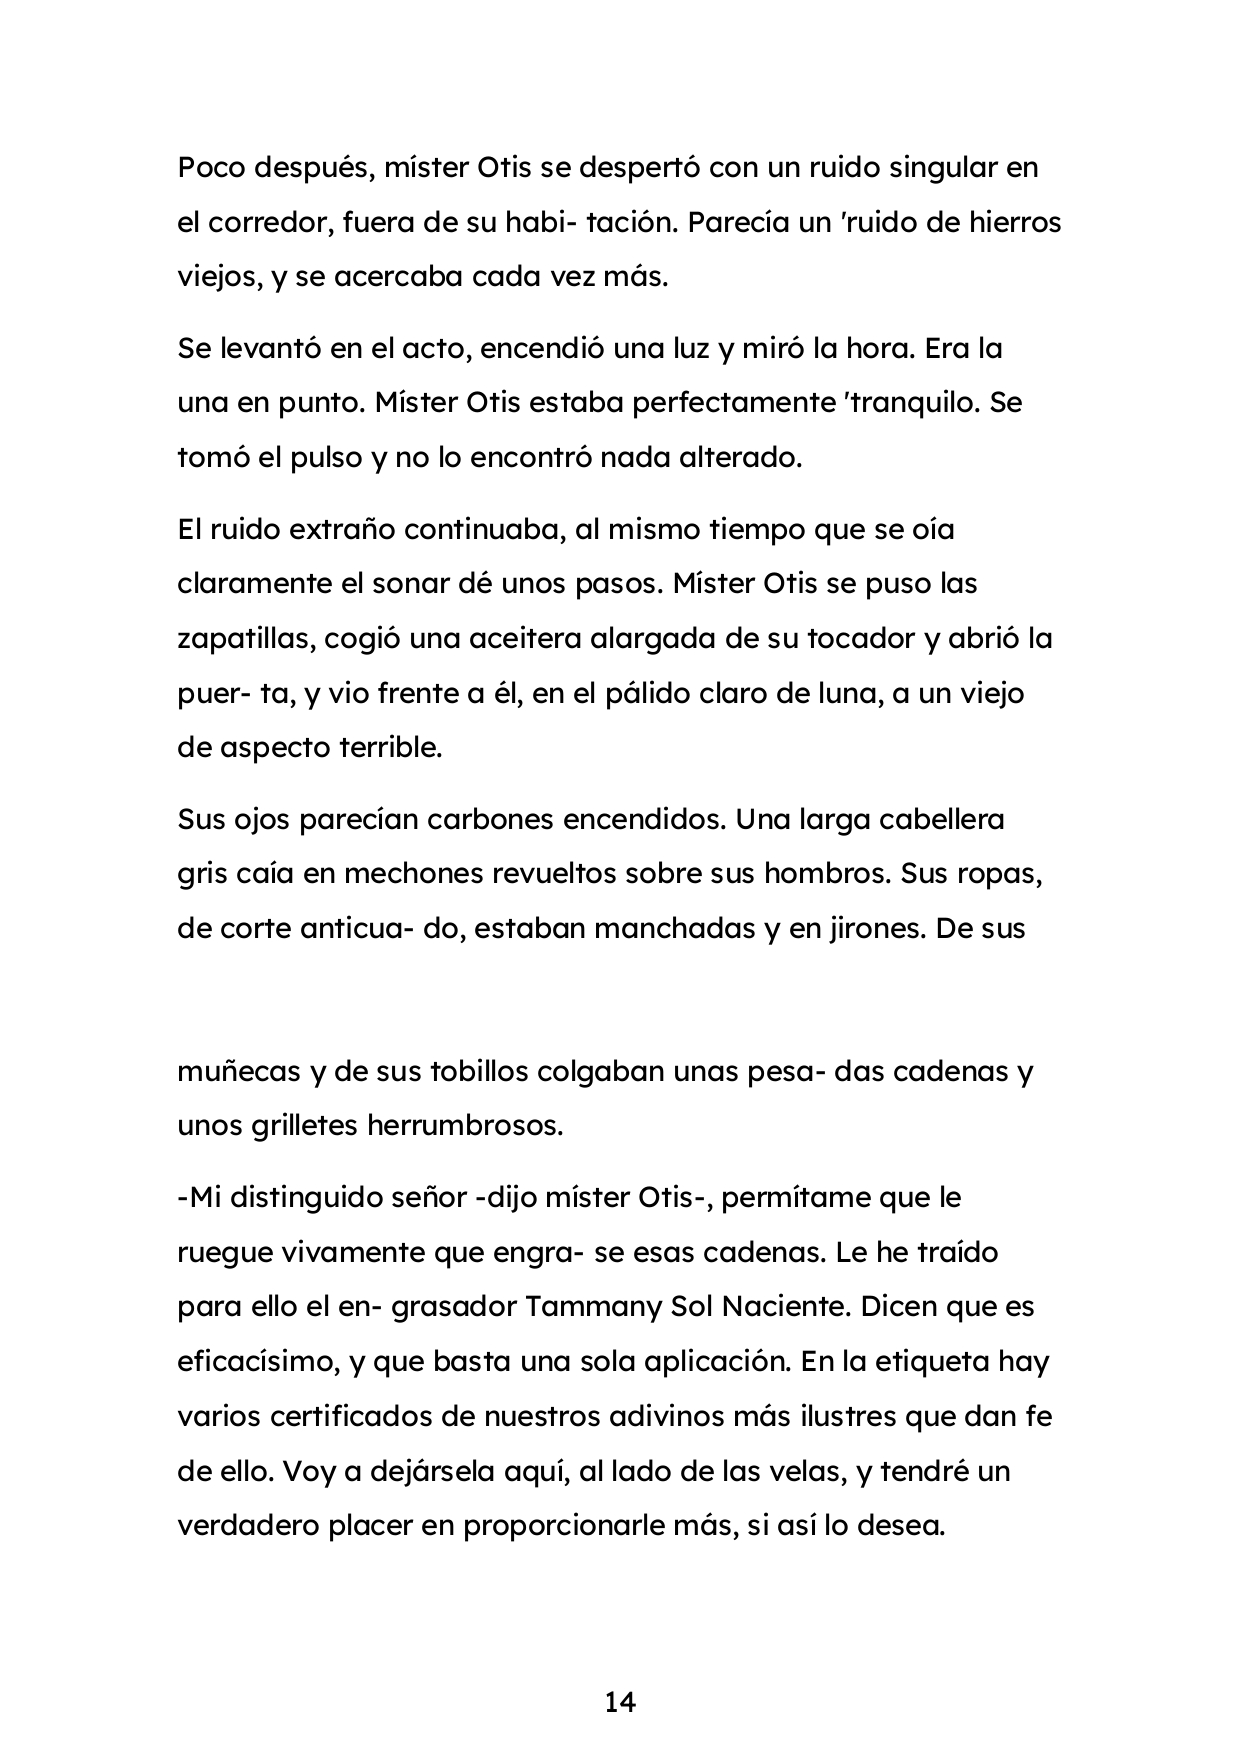 Poco después, míster Otis se despertó con un ruido singular en
el corredor, fuera de su habi- tación. Parecía un 'ruido de hierros
viejos, y se acercaba cada vez más.
Se levantó en el acto, encendió una luz y miró la hora. Era la
una en punto. Míster Otis estaba perfectamente 'tranquilo. Se
tomó el pulso y no lo encontró nada alterado.
El ruido extraño continuaba, al mismo tiempo que se oía
claramente el sonar dé unos pasos. Míster Otis se puso las
zapatillas, cogió una aceitera alargada de su tocador y abrió la
puer- ta, y vio frente a él, en el pálido claro de luna, a un viejo
de aspecto terrible.
Sus ojos parecían carbones encendidos. Una larga cabellera
gris caía en mechones revueltos sobre sus hombros. Sus ropas,
de corte anticua- do, estaban manchadas y en jirones. De sus
muñecas y de sus tobillos colgaban unas pesa- das cadenas y
unos grilletes herrumbrosos.
-Mi distinguido señor -dijo míster Otis-, permítame que le
ruegue vivamente que engra- se esas cadenas. Le he traído
para ello el en- grasador Tammany Sol Naciente. Dicen que es
eficacísimo, y que basta una sola aplicación. En la etiqueta hay
varios certificados de nuestros adivinos más ilustres que dan fe
de ello. Voy a dejársela aquí, al lado de las velas, y tendré un
verdadero placer en proporcionarle más, si así lo desea.
14